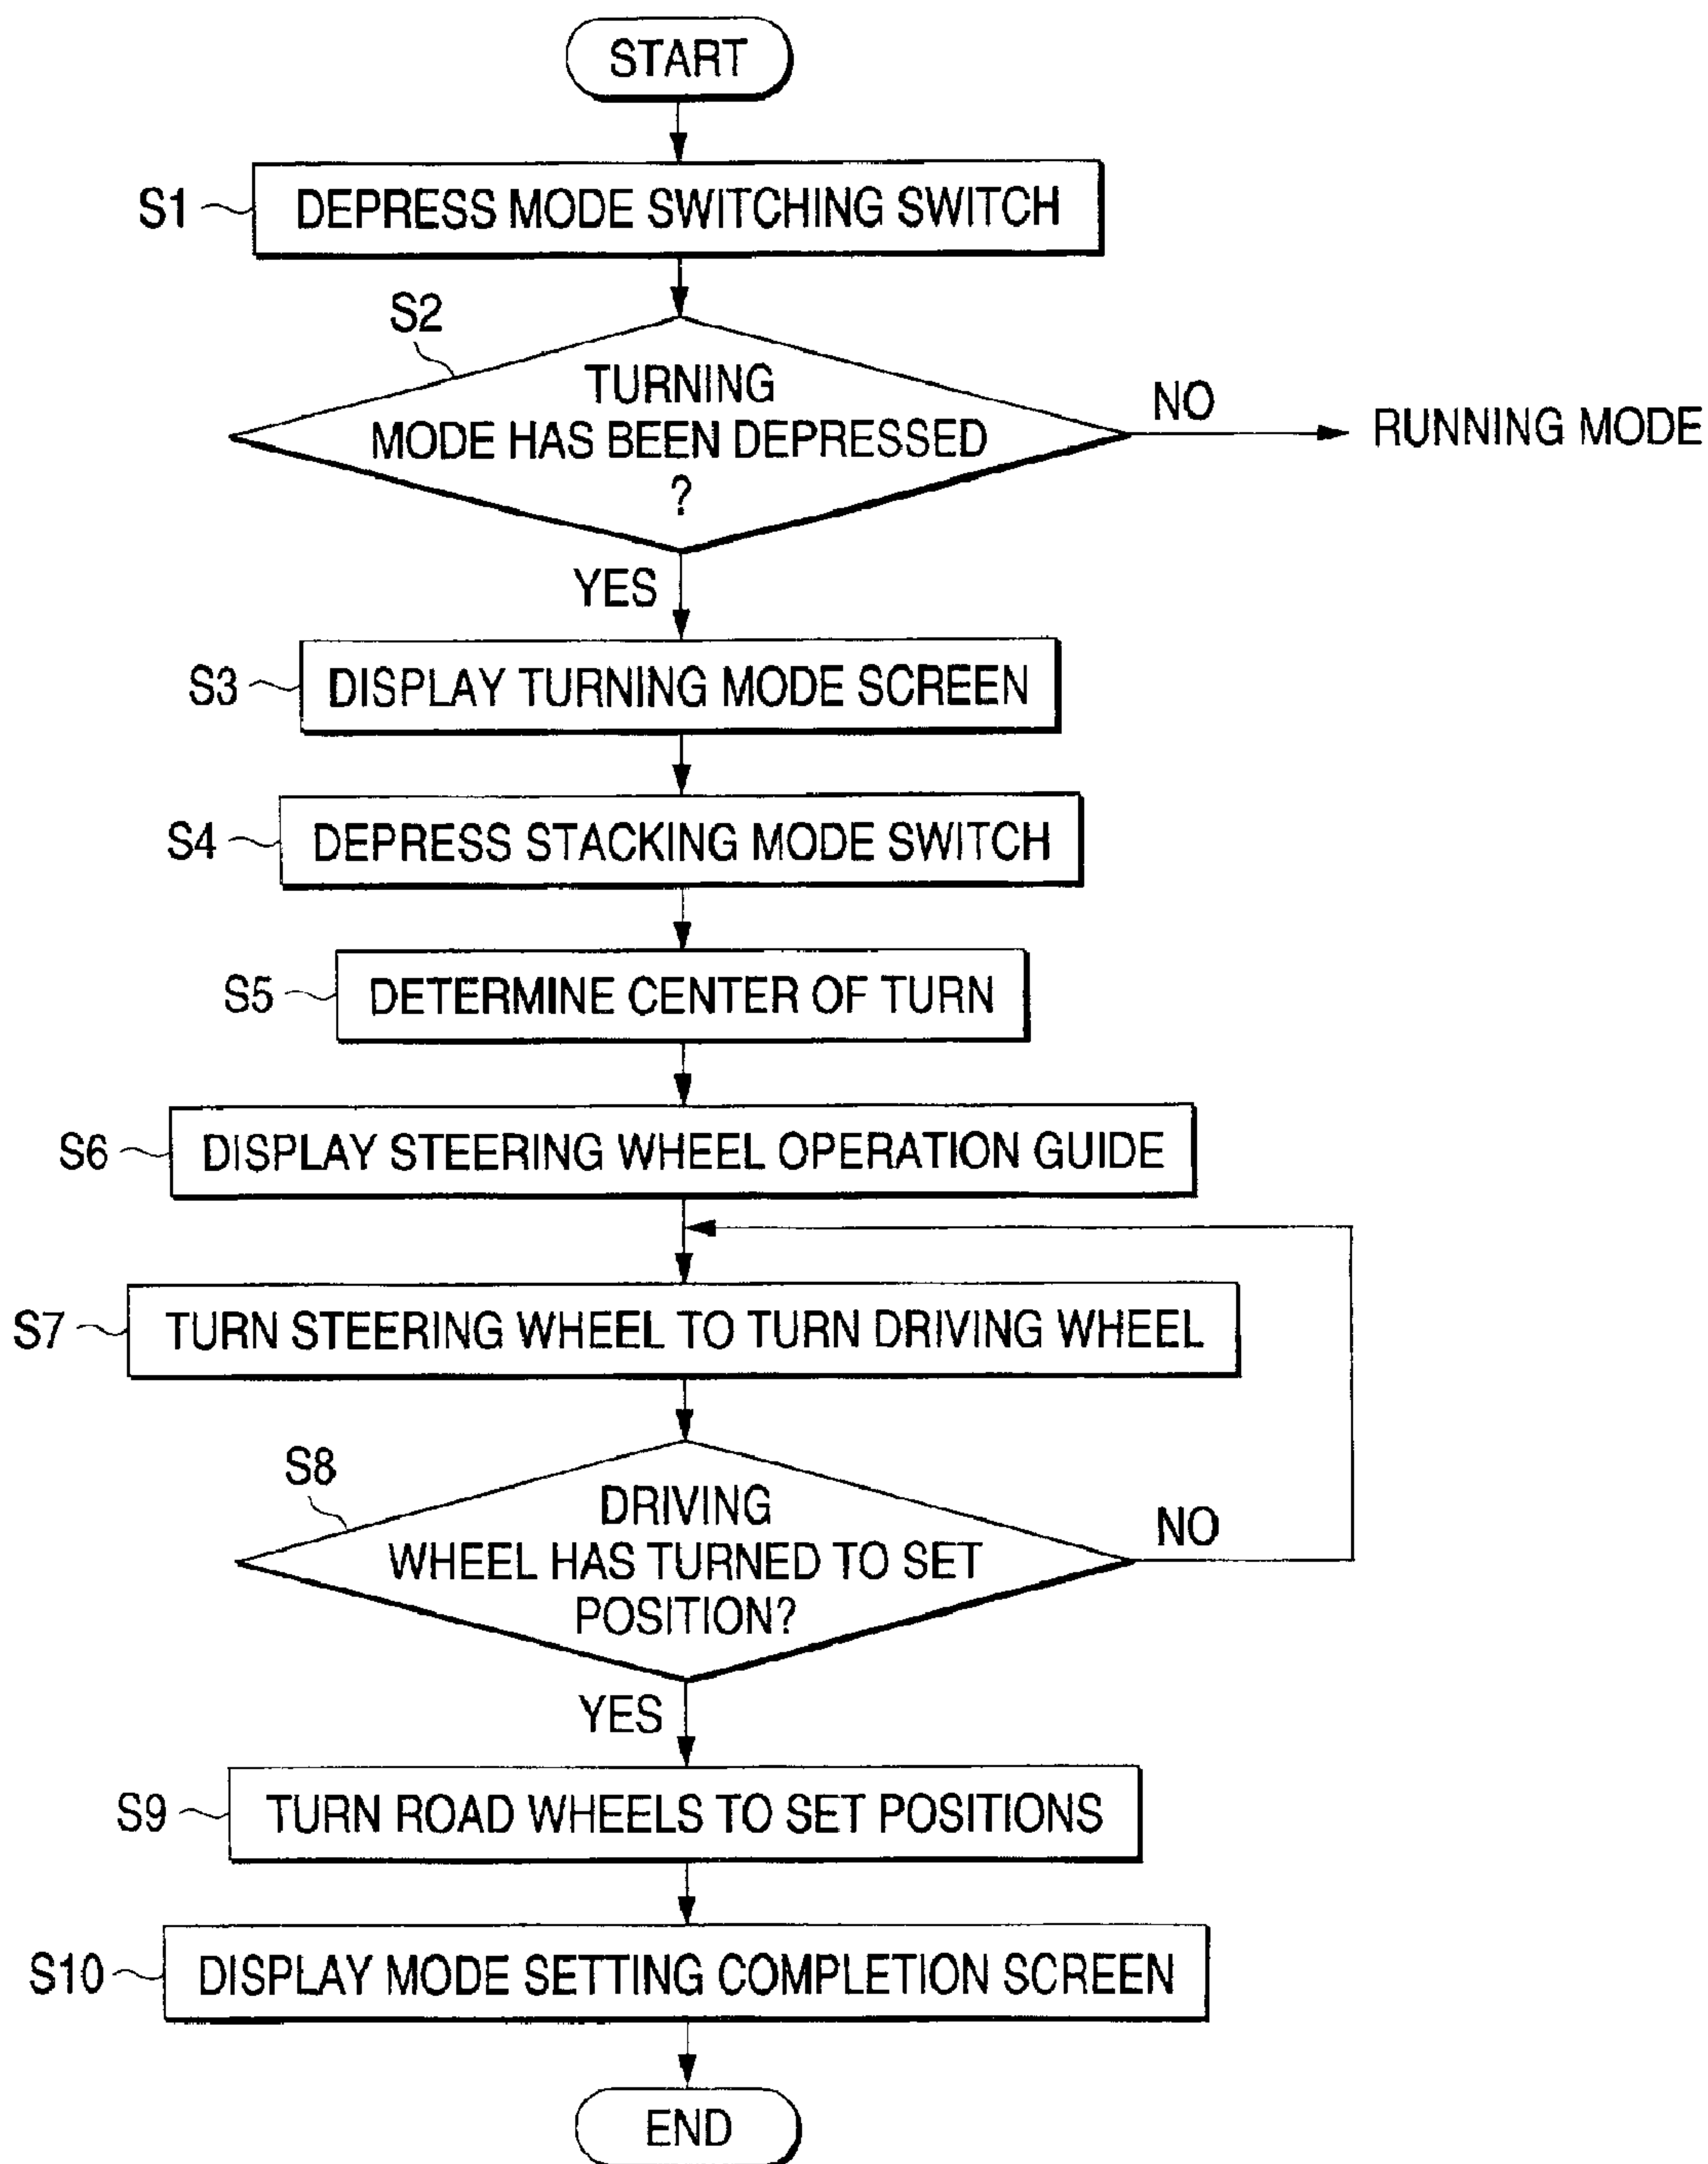 START
S1
DEPRESS MODE SWITCHING SWITCH
S2
TURNING
MODE HAS BEEN DEPRESSED
?
NO
RUNNING MODE
YES
S3
DISPLAY TURNING MODE SCREEN
S4
DEPRESS STACKING MODE SWITCH
S5
DETERMINE CENTER OF TURN
S6
DISPLAY STEERING WHEEL OPERATION GUIDE
S7
TURN STEERING WHEEL TO TURN DRIVING WHEEL
S8
DRIVING
WHEEL HAS TURNED TO SET
POSITION?
NO
YES
S9
TURN ROAD WHEELS TO SET POSITIONS
S10
DISPLAY MODE SETTING COMPLETION SCREEN
END